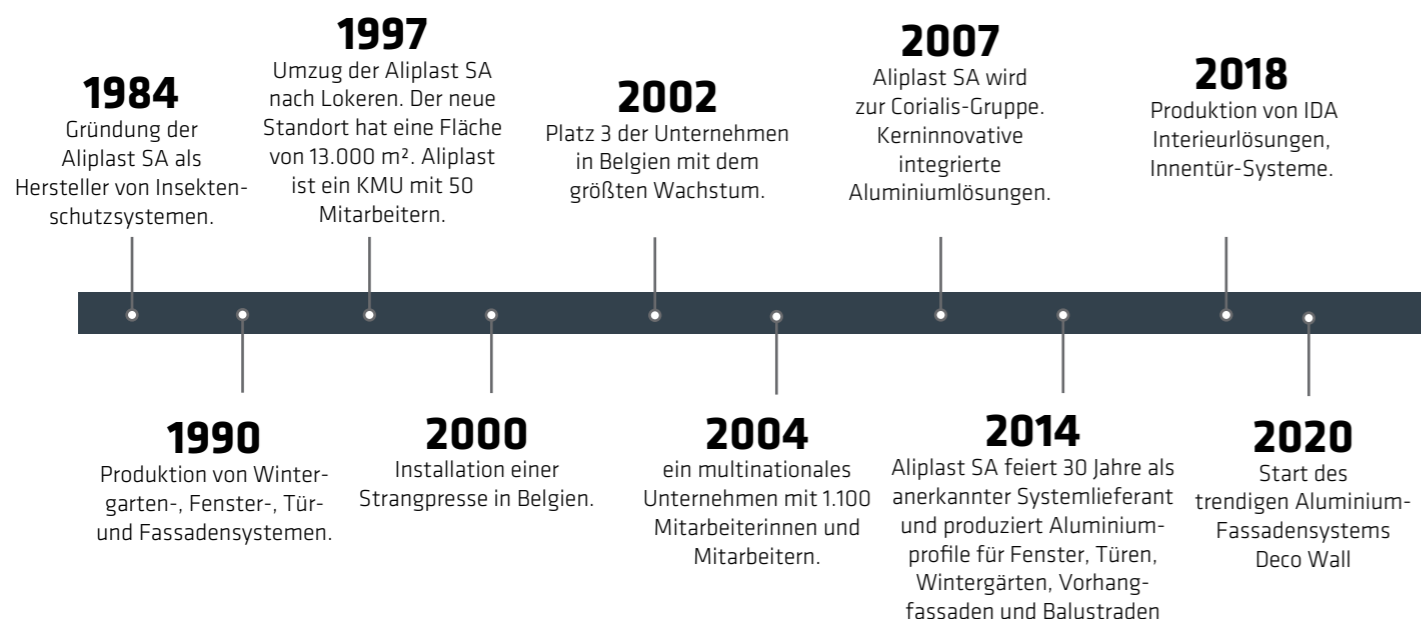 1984
Gründung der
Aliplast SA als
Hersteller von Insekten-
schutzsystemen.
1990
Produktion von Winter-
garten-, Fenster-, Tür-
und Fassadensystemen.
1997
Umzug der Aliplast SA
nach Lokeren. Der neue
Standort hat eine Fläche
von 13.000 m². Aliplast
ist ein KMU mit 50
Mitarbeitern.
2000
Installation einer
Strangpresse in Belgien.
2002
Platz 3 der Unternehmen
in Belgien mit dem
größten Wachstum.
2004
ein multinationales
Unternehmen mit 1.100
Mitarbeiterinnen und
Mitarbeitern.
2007
Aliplast SA wird
zur Corialis-Gruppe.
Kerninnovative
integrierte
Aluminiumlösungen.
2014
Aliplast SA feiert 30 Jahre als
anerkannter Systemlieferant
und produziert Aluminium-
profile für Fenster, Türen,
Wintergärten, Vorhang-
fassaden und Balustraden
2018
Produktion von IDA
Interieurlösungen,
Innentür-Systeme.
2020
Start des
trendigen Aluminium-
Fassadensystems
Deco Wall